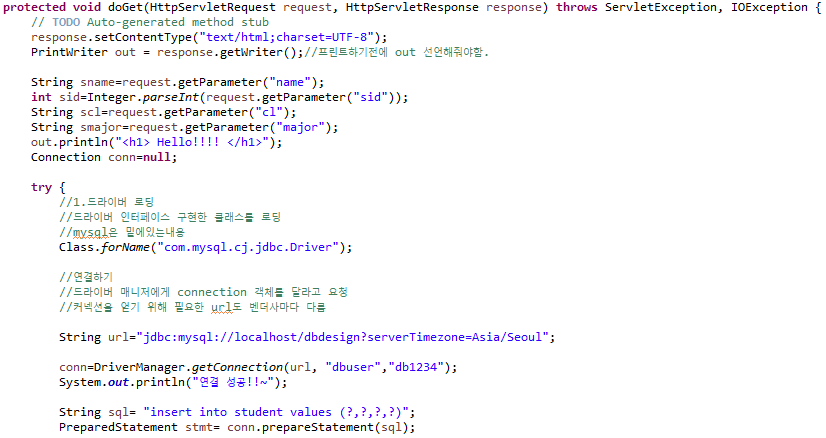 protected void doGet(HttpServletRequest request, HttpServletResponse response) throws ServletException, IOException {
// TODO Auto-generated method stub
response.setContentType("text/html;charset=UTF-8");
PrintWriter out = response.getWriter();//프린트하기전에 out 선언해줘야함.
String sname=request.getParameter("name");
int sid=Integer.parseInt(request.getParameter("sid"));
String scl=request.getParameter("cl");
String smajor=request.getParameter("major");
out.println("<h1> Hello!!!! </h1>");
Connection conn=null;
try {
//1.드라이버 로딩
//드라이버 인터페이스 구현한 클래스를 로딩
//mysql은 밑에있는내용
Class.forName("com.mysql.cj.jdbc.Driver");
//연결하기
//드라이버 매니저에게 connection 객체를 달라고 요청
//커넥션을 얻기 위해 필요한 url도 벤더사마다 다름
String url="jdbc:mysql://localhost/dbdesign?serverTimezone=Asia/Seoul";
conn=DriverManager.getConnection(url, "dbuser","db1234");
System.out.println("연결 성공!!~");
String sql= "insert into student values (?,?,?,?)";
PreparedStatement stmt= conn.prepareStatement(sql);